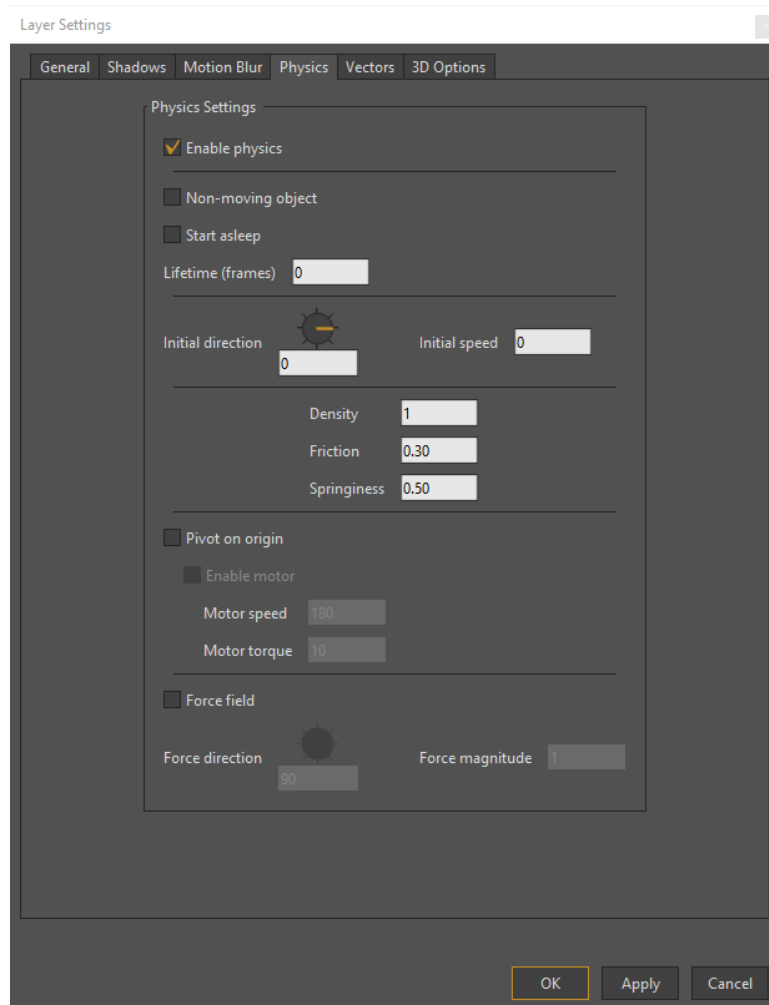 Layer Settings
General Shadows Motion Blur Physics Vectors 3D Options
Physics Settings
Enable physics
Non-moving object
Start asleep
Lifetime (frames) 0
Initial direction 0 Initial speed 0
Density 1
Friction 0.30
Springiness 0.50
Pivot on origin
Enable motor
Motor speed 180
Motor torque 10
Force field
Force direction 90 Force magnitude 1
OK Apply Cancel